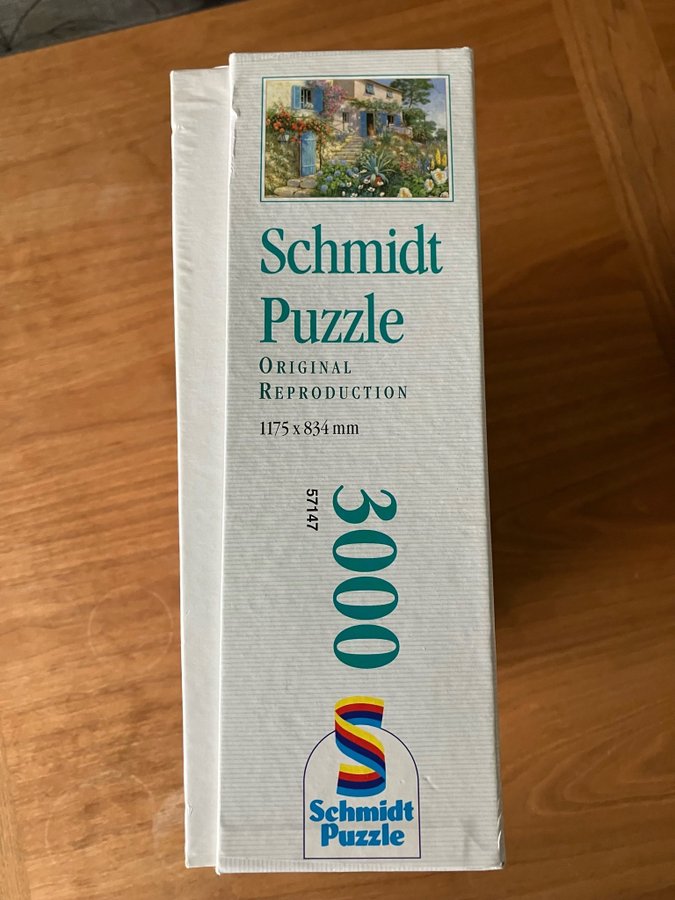 Schmidt
Puzzle
ORIGINAL
REPRODUCTION
1175 x 834 mm
3000
57147
Schmidt
Puzzle